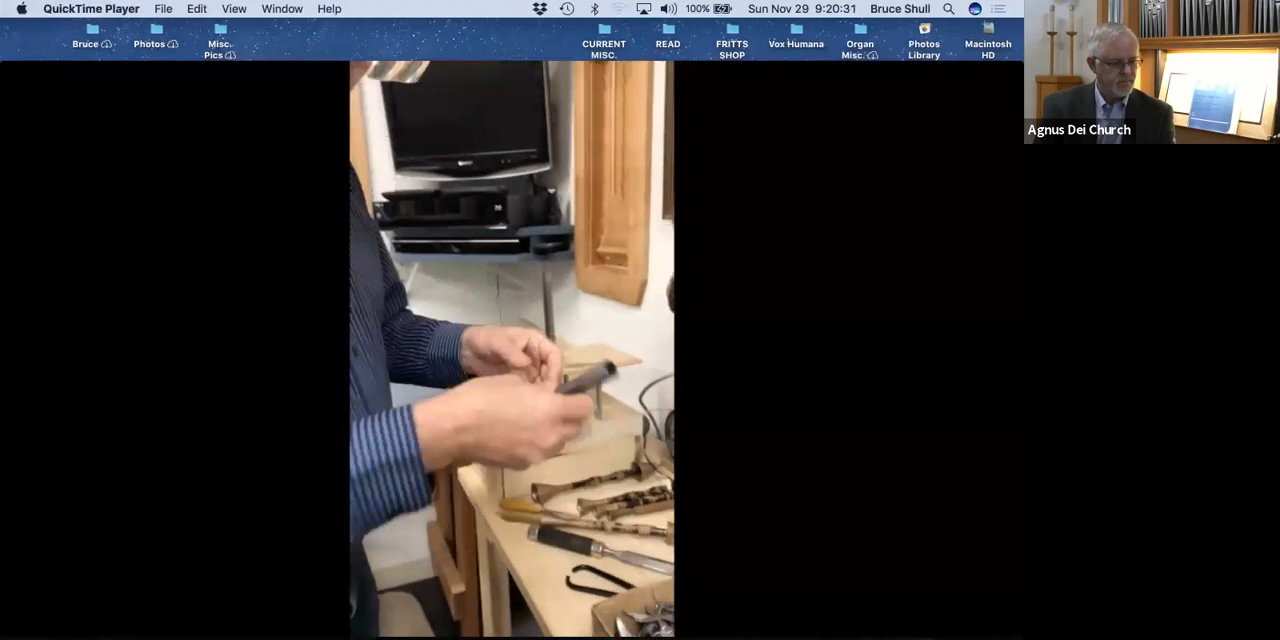 QuickTime Player File Edit View Window Help 100% Sun Nov 29 9:20:31 Bruce Shull
Bruce Photos Misc. Pics CURRENT MISC. READ FRITTS SHOP Vox Humana Organ Misc. Photos Library Macintosh HD
Agnus Dei Church